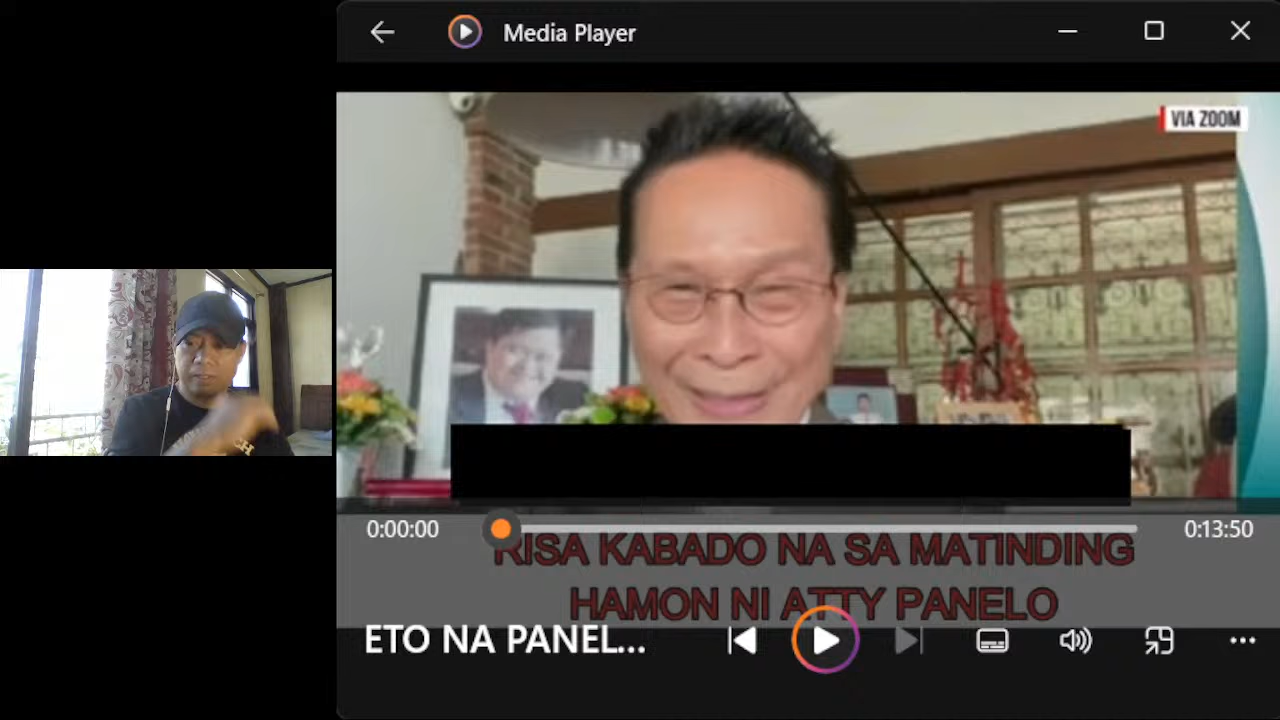 Media Player
VIA ZOOM
0:00:00
0:13:50
RISA KABADO NA SA MATINDING
HAMON NI ATTY PANELO
ETO NA PANEL...